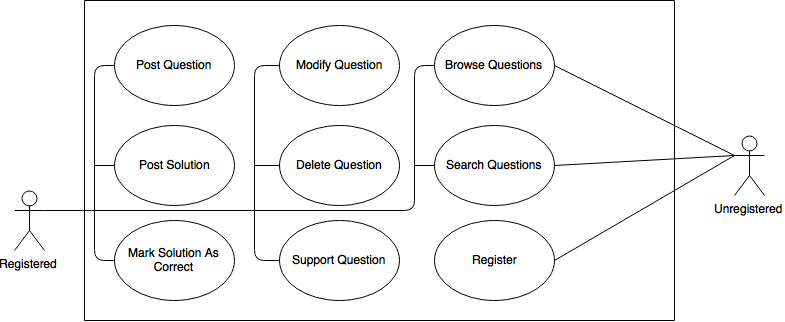 Post Question
Modify Question
Browse Questions
Post Solution
Delete Question
Search Questions
Unregistered
Mark Solution As
Correct
Support Question
Register
Registered